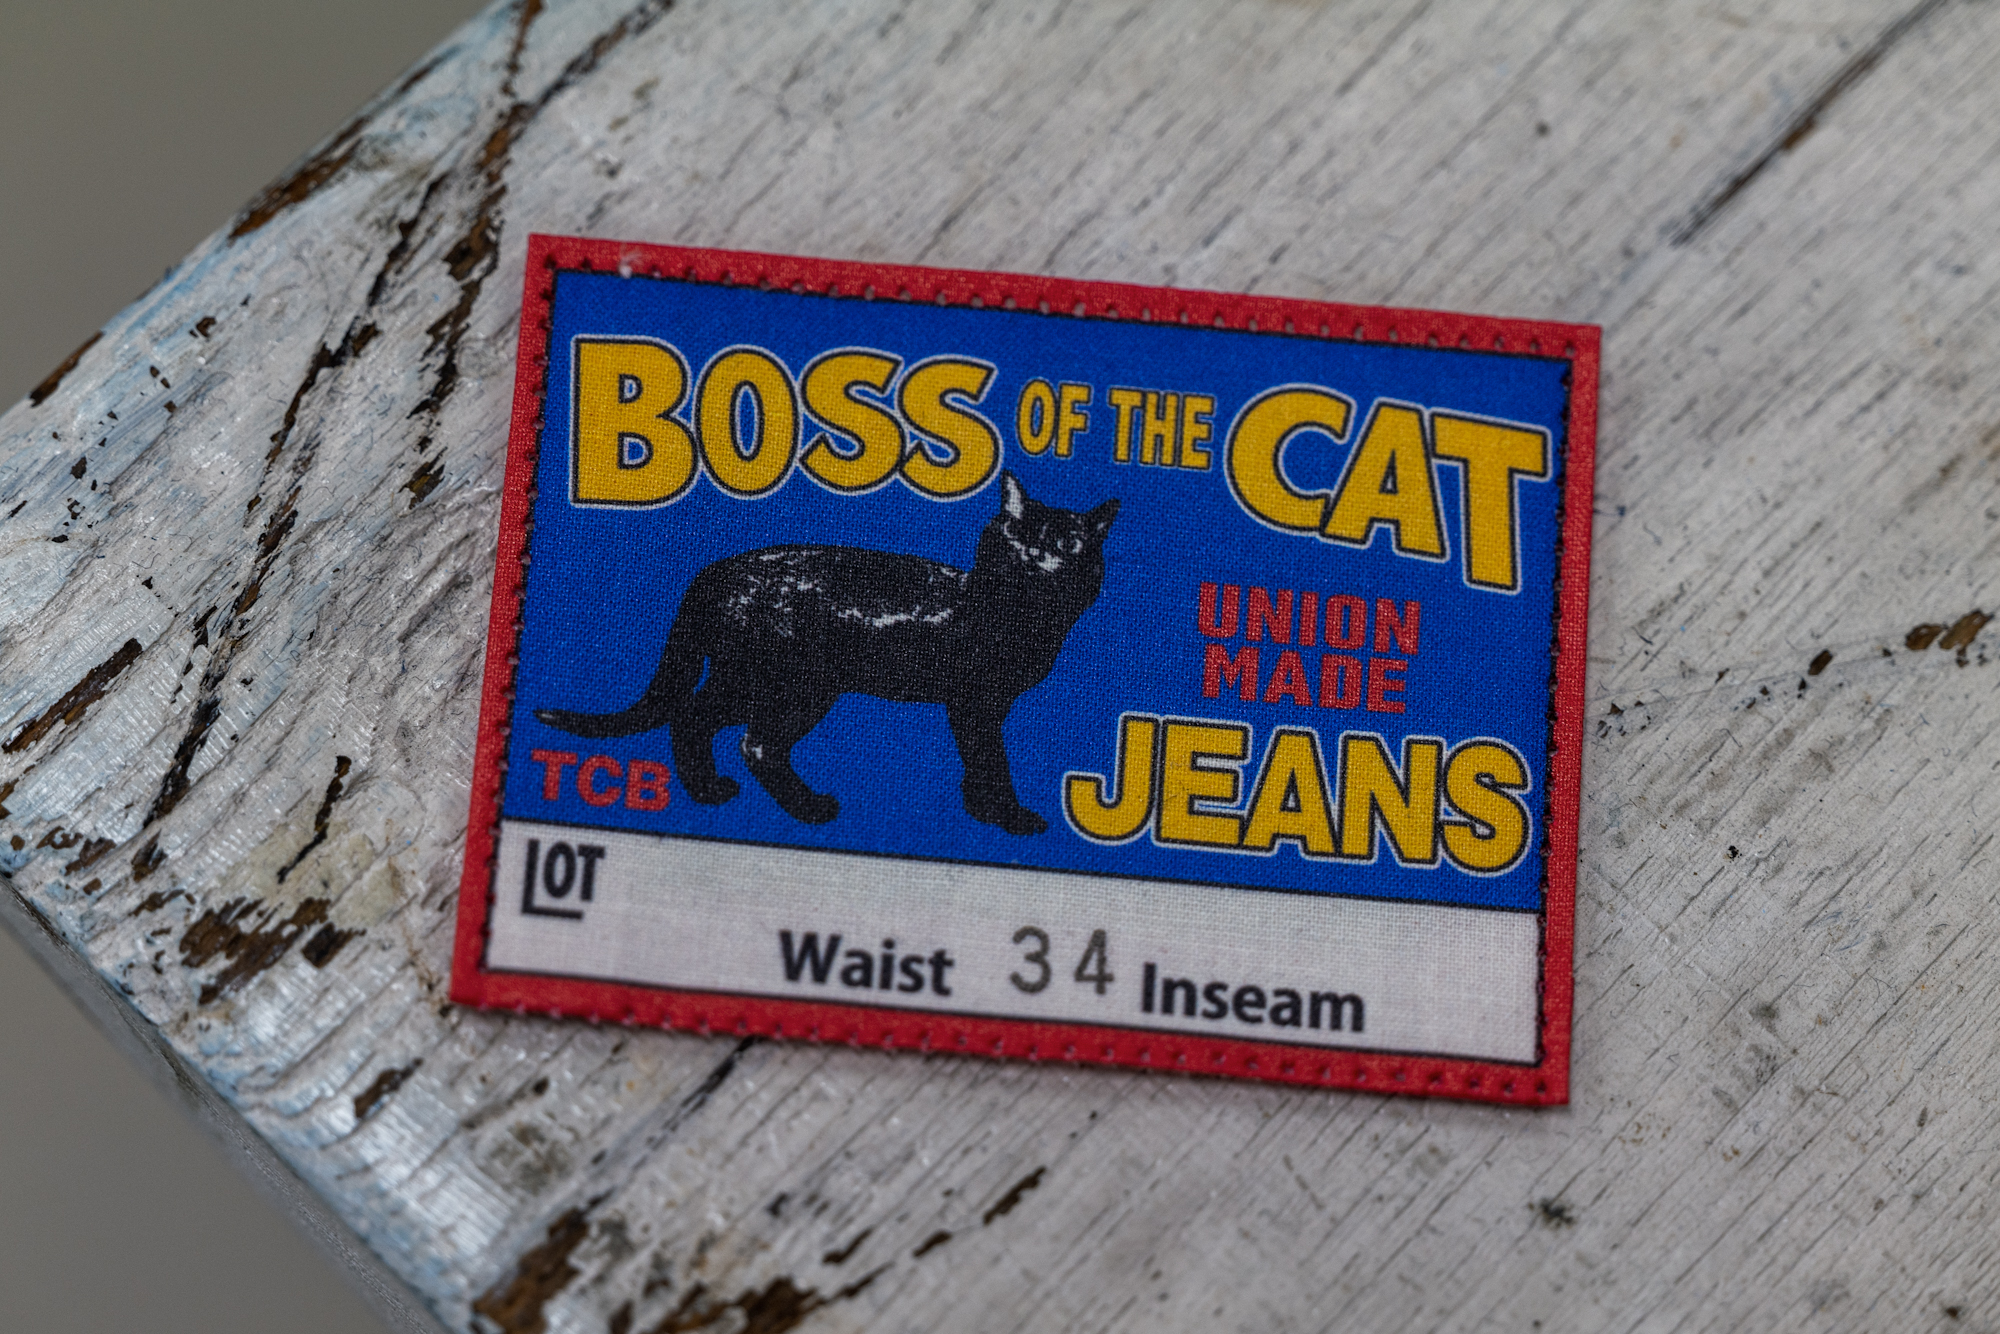 BOSS OF THE CAT
UNION
MADE
JEANS
TCB
LOT
Waist 34 Inseam